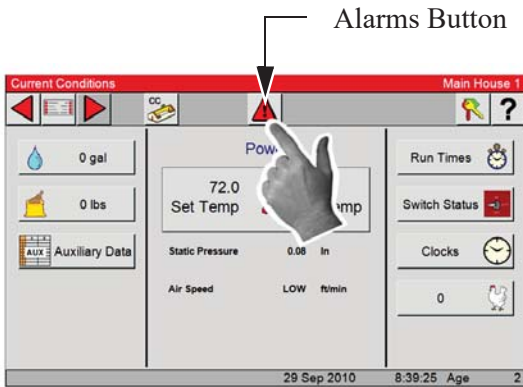 Alarms Button
Current Conditions Main House 1
CC
?
0 gal
Run Times
72.0
Set Temp
0 lbs
Switch Status
AUX Auxiliary Data
Static Pressure 0.08 In
Clocks
Air Speed LOW ft/min
0
29 Sep 2010 8:39:25 Age 2